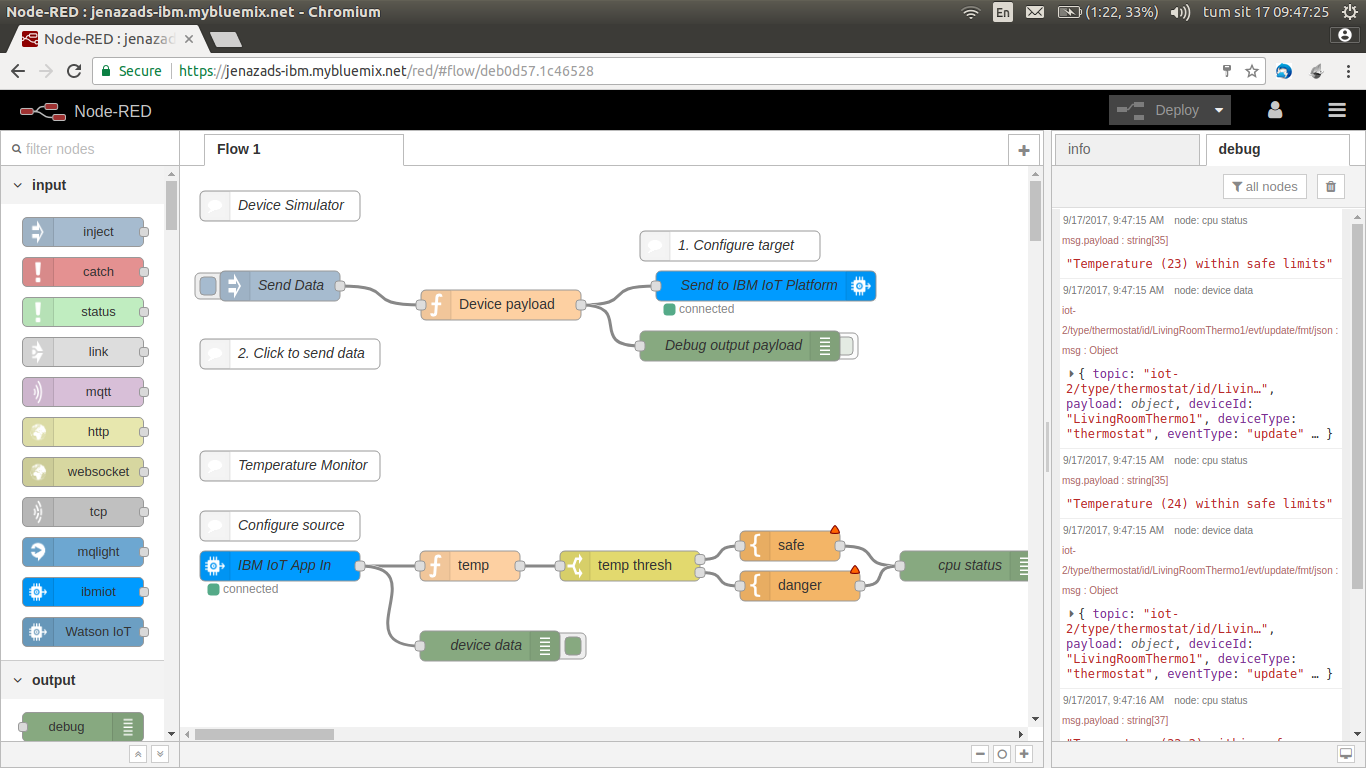 Node-RED : jenazads-ibm.mybluemix.net - Chromium
En
(1:22, 33%)
tum sit 17 09:47:25
Node-RED : jenazads
Secure
https://jenazads-ibm.mybluemix.net/red/#flow/deb0d57.1c46528
Node-RED
Deploy
filter nodes
input
inject
catch
status
link
mqtt
http
websocket
tcp
mqlight
ibmiot
Watson IoT
output
debug
Flow 1
Device Simulator
1. Configure target
Send Data
Device payload
Send to IBM IoT Platform
connected
Debug output payload
2. Click to send data
Temperature Monitor
Configure source
IBM IoT App In
connected
temp
temp thresh
safe
danger
cpu status
device data
info
debug
all nodes
9/17/2017, 9:47:15 AM node: cpu status
msg.payload : string[35]
"Temperature (23) within safe limits"
9/17/2017, 9:47:15 AM node: device data
iot-
2/type/thermostat/id/LivingRoomThermo1/evt/update/fmt/json :
msg : Object
{ topic: "iot-
2/type/thermostat/id/Livin…",
payload: object, deviceId:
"LivingRoomThermo1", deviceType:
"thermostat", eventType: "update" … }
9/17/2017, 9:47:15 AM node: cpu status
msg.payload : string[35]
"Temperature (24) within safe limits"
9/17/2017, 9:47:15 AM node: device data
iot-
2/type/thermostat/id/LivingRoomThermo1/evt/update/fmt/json :
msg : Object
{ topic: "iot-
2/type/thermostat/id/Livin…",
payload: object, deviceId:
"LivingRoomThermo1", deviceType:
"thermostat", eventType: "update" … }
9/17/2017, 9:47:16 AM node: cpu status
msg.payload : string[37]